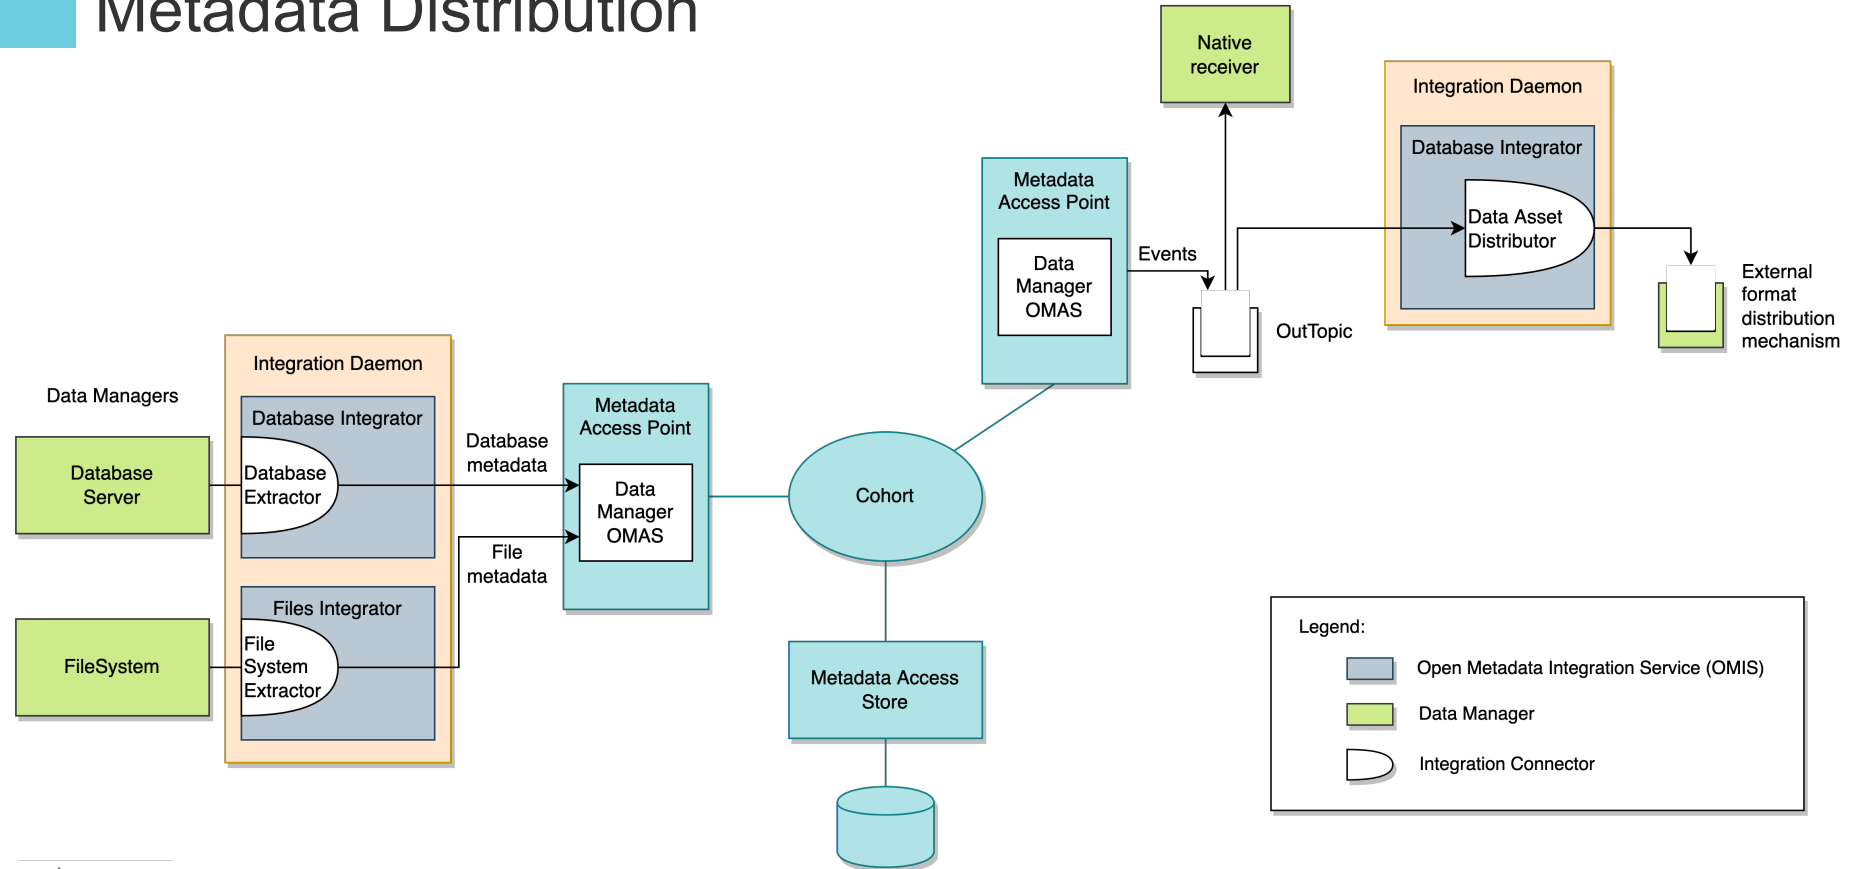 Metadata Distribution
Native
receiver
Integration Daemon
Database Integrator
Data Asset
Distributor
Metadata
Access Point
Data
Manager
OMAS
Events
OutTopic
External
format
distribution
mechanism
Data Managers
Database
Server
FileSystem
Integration Daemon
Database Integrator
Database
Extractor
Files Integrator
File
System
Extractor
Database
metadata
File
metadata
Metadata
Access Point
Data
Manager
OMAS
Cohort
Metadata Access
Store
Legend:
Open Metadata Integration Service (OMIS)
Data Manager
Integration Connector